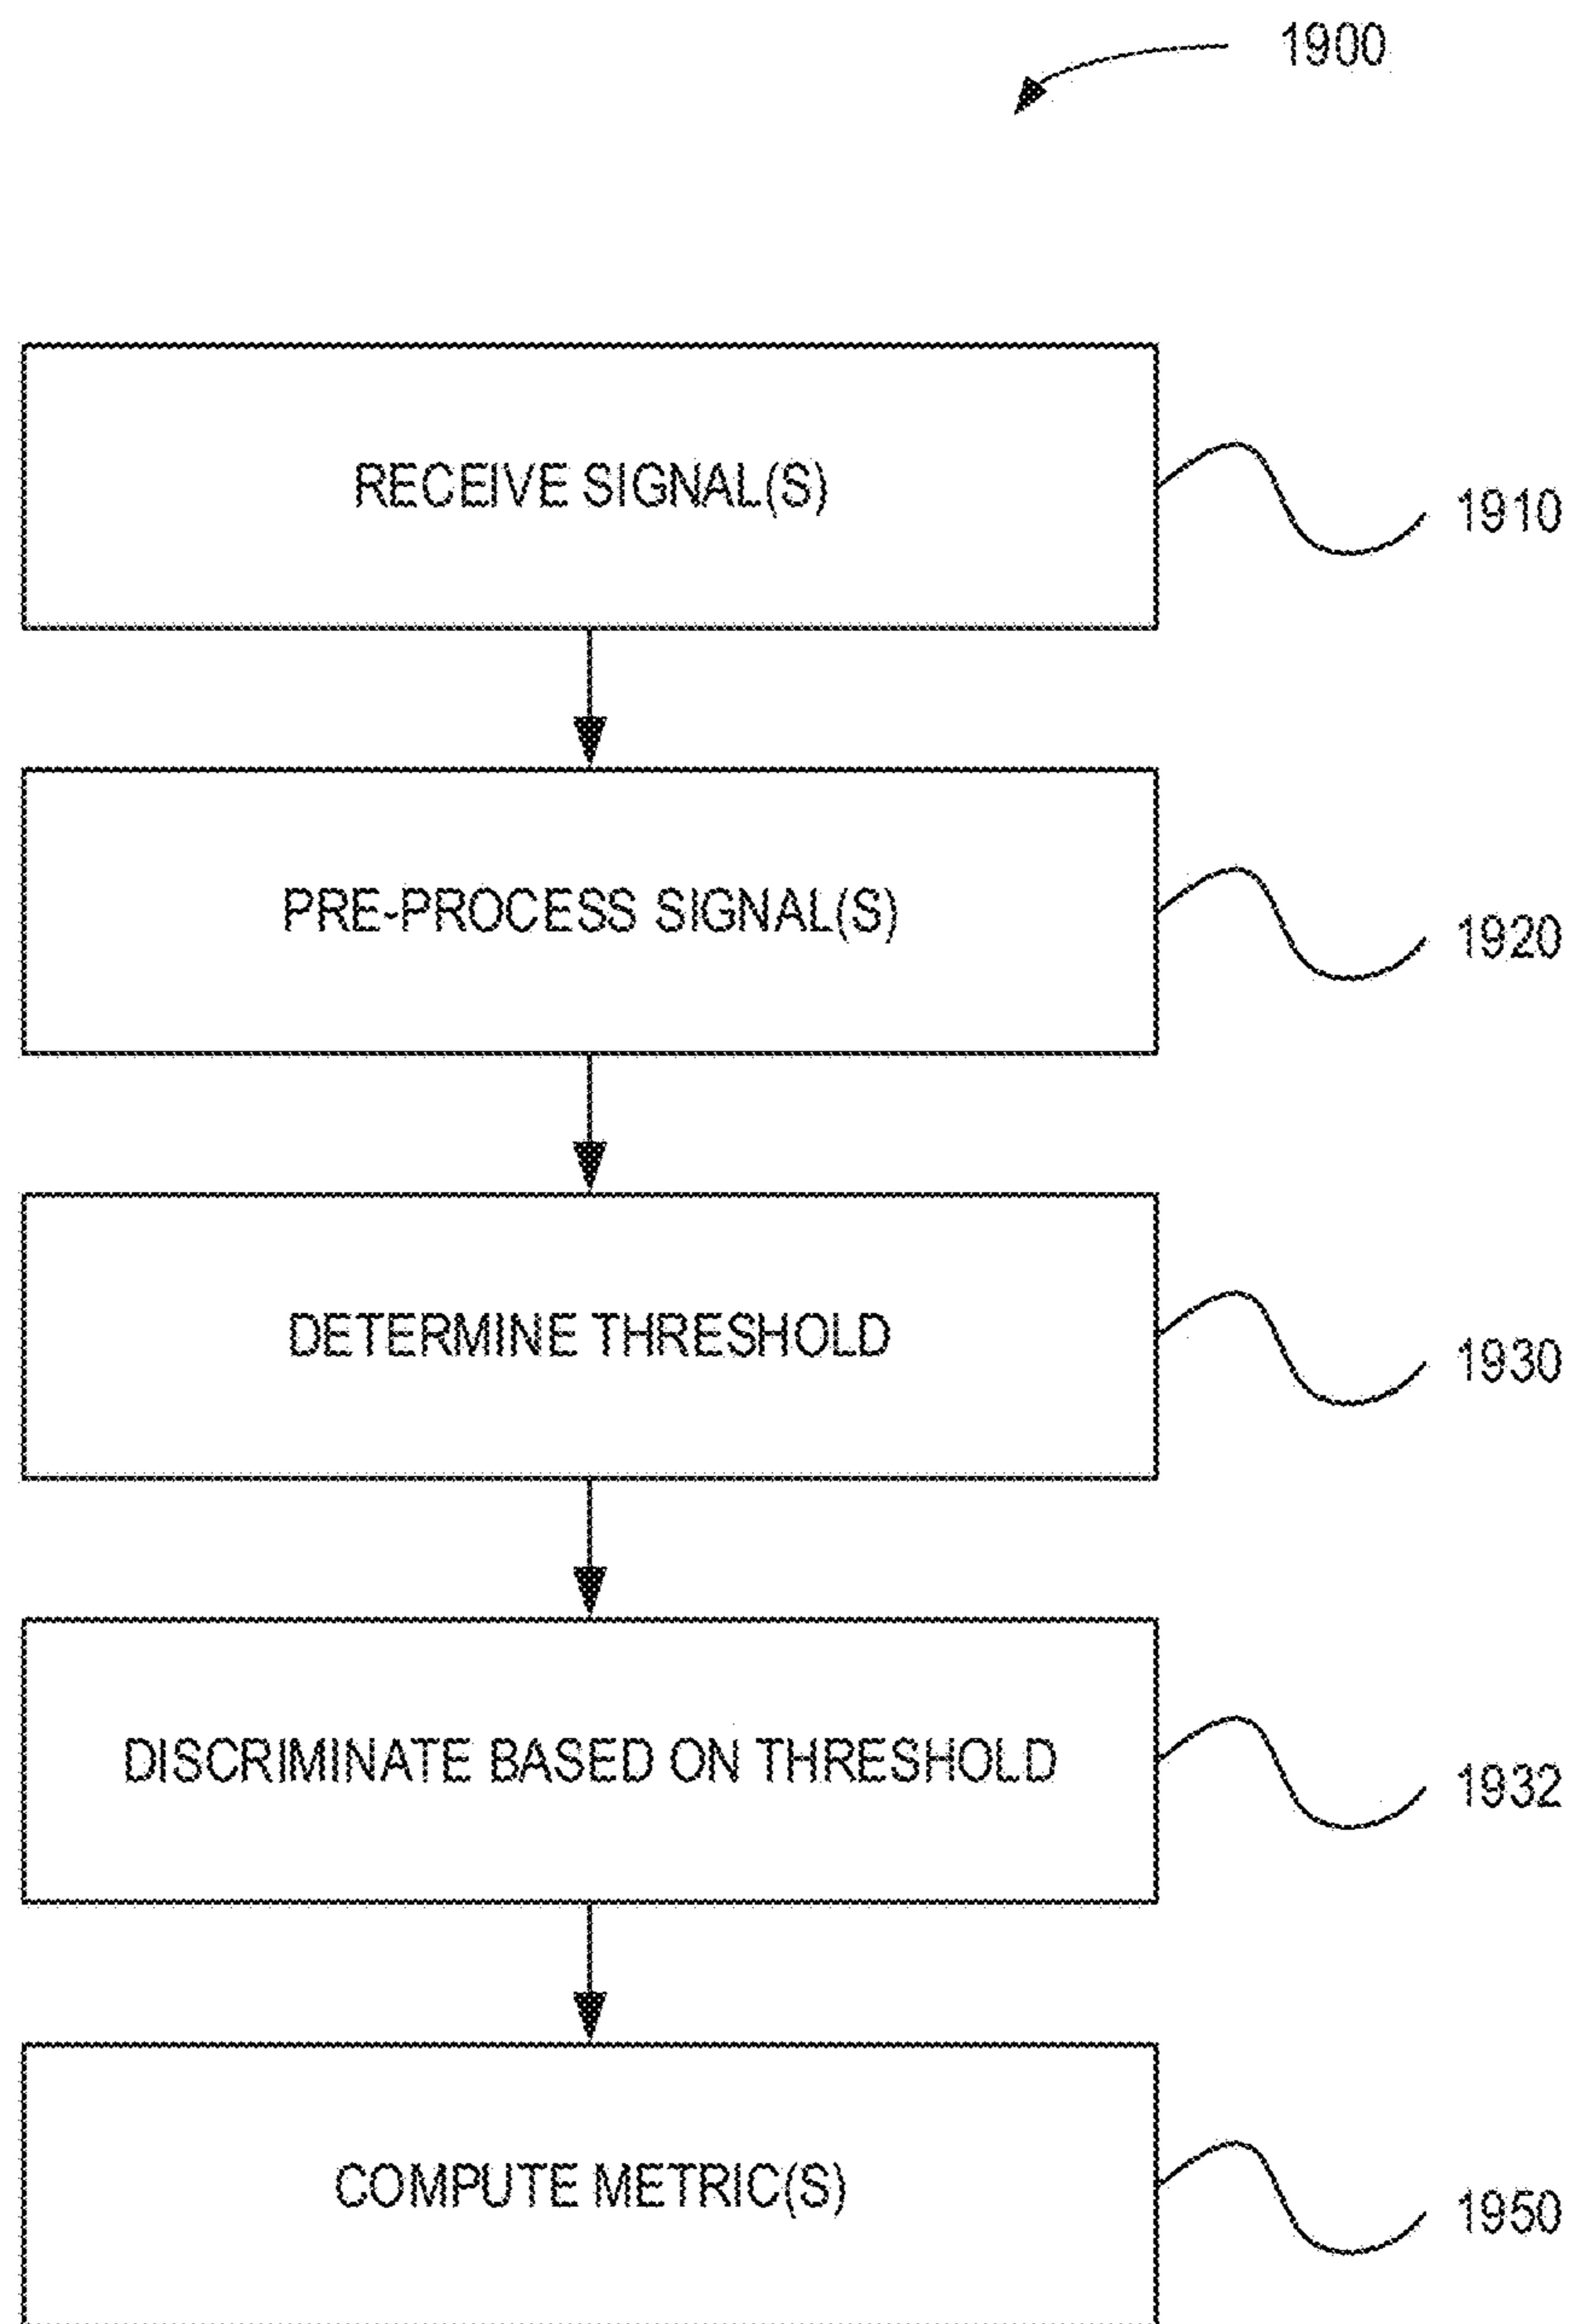 1900
RECEIVE SIGNAL(S)
1910
PRE-PROCESS SIGNAL(S)
1920
DETERMINE THRESHOLD
1930
DISCRIMINATE BASED ON THRESHOLD
1932
COMPUTE METRIC(S)
1950